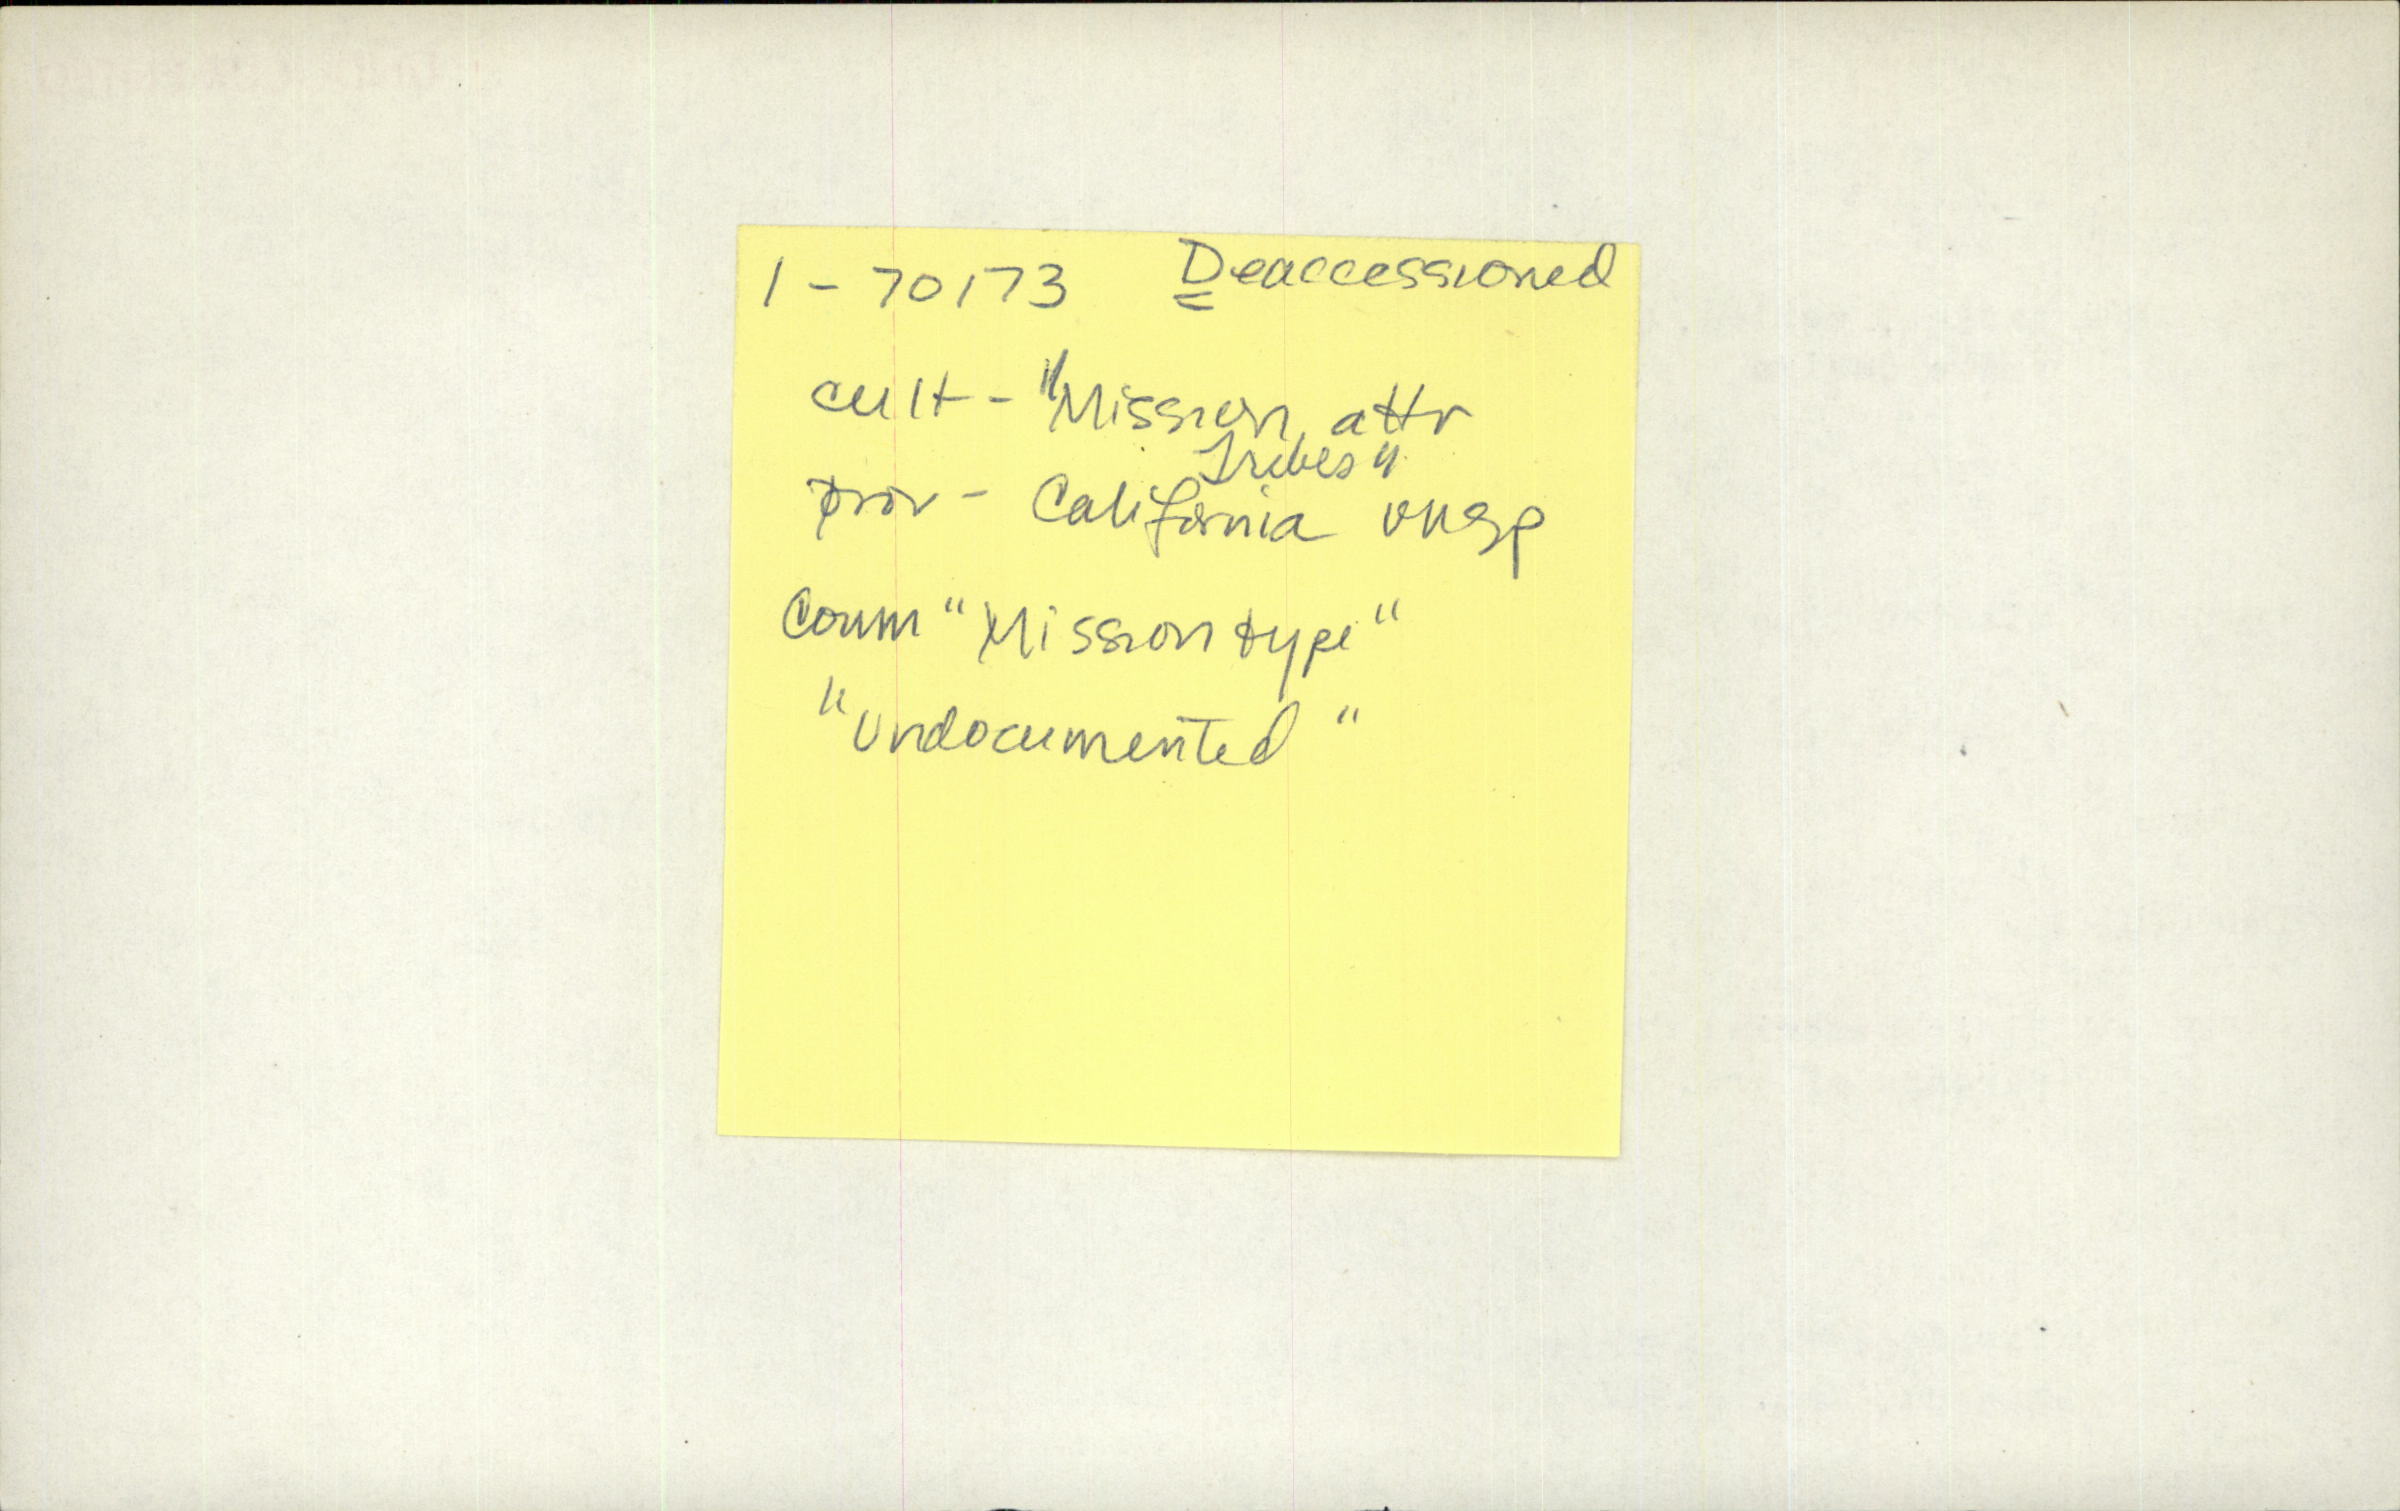 1-70173 Deaccessioned
cult - "Mission attr
Tribes"
prov - California unsp
Comm "Mission type"
"Undocumented"